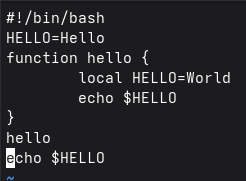 #!/bin/bash
HELLO=Hello
function hello {
        local HELLO=World
        echo $HELLO
}
hello
echo $HELLO
~